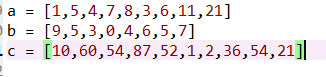 a = [1,5,4,7,8,3,6,11,21]
b = [9,5,3,0,4,6,5,7]
c = [10,60,54,87,52,1,2,36,54,21]